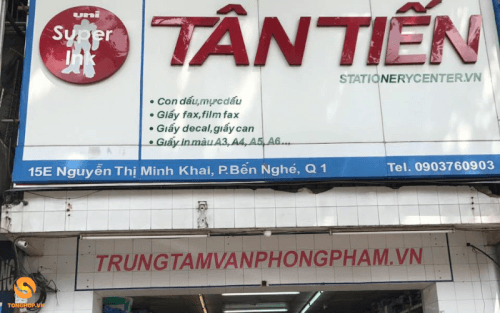 uni
Super
Ink
TÂN TIẾN
STATIONERYCENTER.VN
• Con dấu, mực dấu
• Giấy fax, film fax
• Giấy decal, giấy can
• Giấy in màu A3, A4, A5, A6...
15E Nguyễn Thị Minh Khai, P.Bến Nghé, Q 1
Tel. 0903760903
TRUNGTAMVANPHONGPHAM.VN
TONGHOP.VN